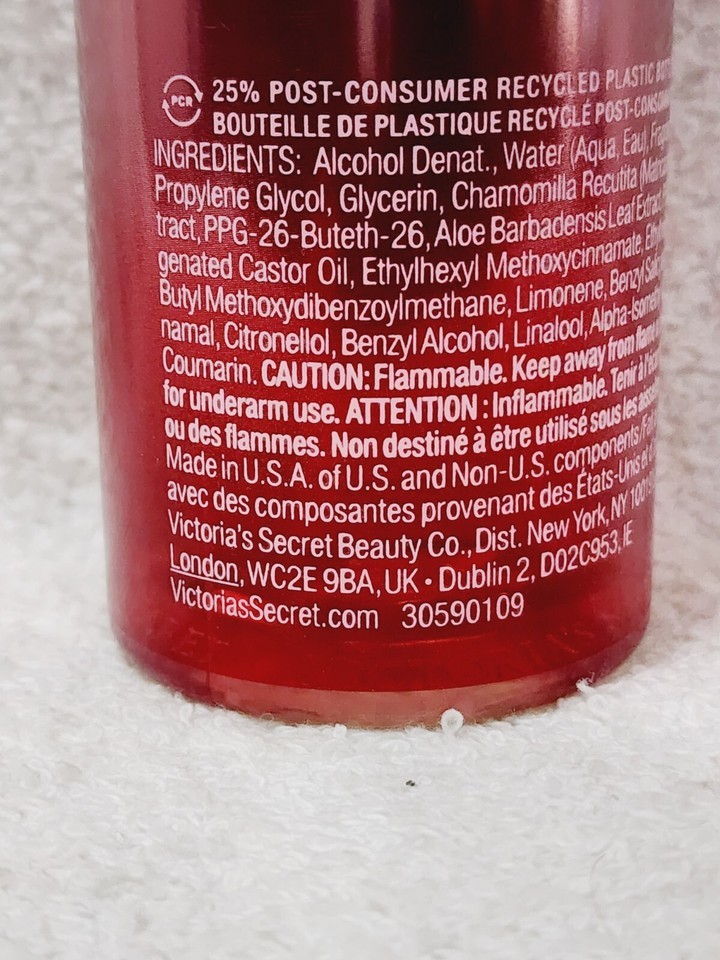 PCR
25% POST-CONSUMER RECYCLED PLASTIC
BOUTEILLE DE PLASTIQUE RECYCLÉ
INGREDIENTS: Alcohol Denat., Water (Aqua, Eau),
Propylene Glycol, Glycerin, Chamomilla Recutita
tract, PPG-26-Buteth-26, Aloe Barbadensis Leaf Extract,
genated Castor Oil, Ethylhexyl Methoxycinnamate,
Butyl Methoxydibenzoylmethane, Limonene, Benzyl
namal, Citronellol, Benzyl Alcohol, Linalool,
Coumarin. CAUTION: Flammable. Keep away from
for underarm use. ATTENTION : Inflammable. Tenir à
ou des flammes. Non destiné à être utilisé sous les
Made in U.S.A. of U.S. and Non-U.S. components/
avec des composantes provenant des États-Unis
Victoria's Secret Beauty Co., Dist. New York, NY
London, WC2E 9BA, UK • Dublin 2, D02C953, IE
VictoriasSecret.com 30590109